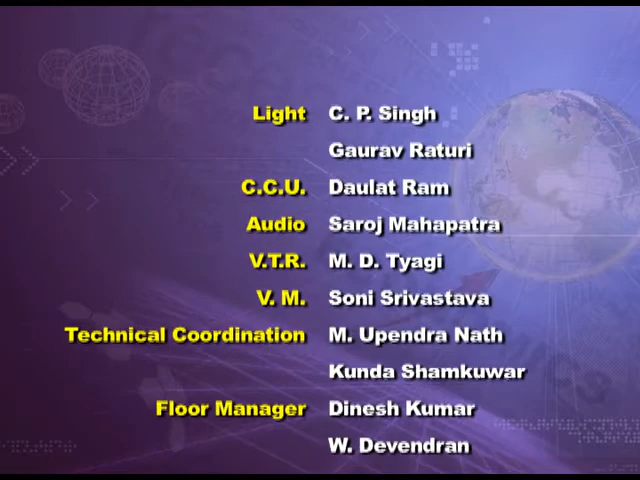 Light C. P. Singh
Gaurav Raturi
C.C.U. Daulat Ram
Audio Saroj Mahapatra
V.T.R. M. D. Tyagi
V. M. Soni Srivastava
Technical Coordination M. Upendra Nath
Kunda Shamkuwar
Floor Manager Dinesh Kumar
W. Devendran